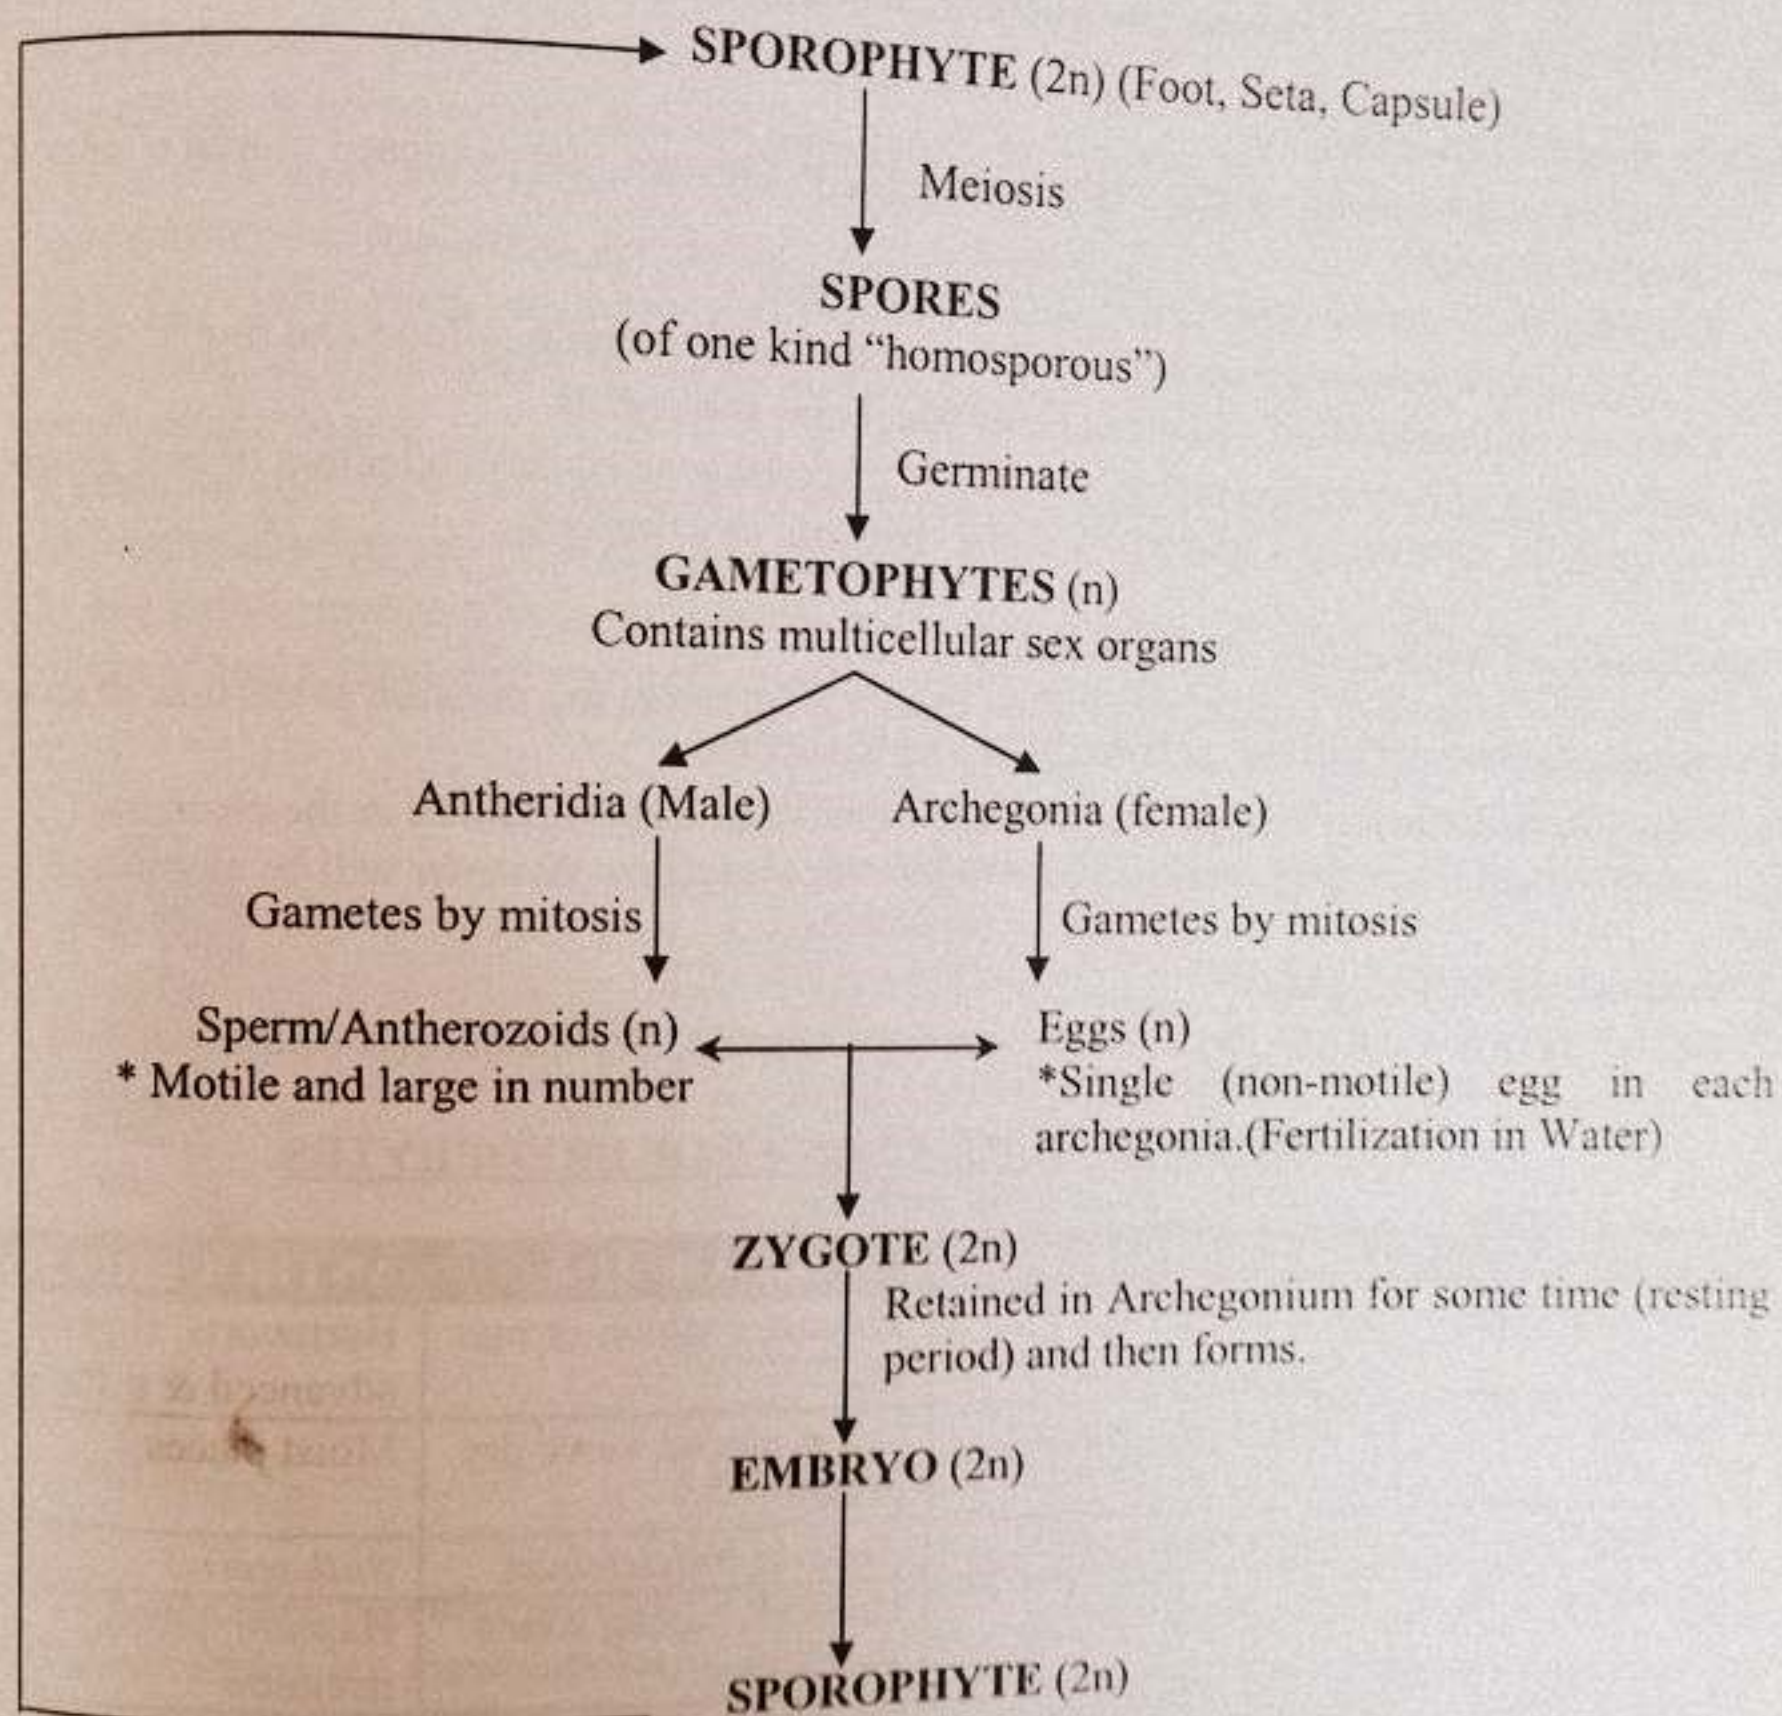 SPOROPHYTE (2n) (Foot, Seta, Capsule)
Meiosis
SPORES
(of one kind “homosporous”)
Germinate
GAMETOPHYTES (n)
Contains multicellular sex organs
Antheridia (Male)
Archegonia (female)
Gametes by mitosis
Gametes by mitosis
Sperm/Antherozoids (n)
* Motile and large in number
Eggs (n)
*Single (non-motile) egg in each
archegonia.(Fertilization in Water)
ZYGOTE (2n)
Retained in Archegonium for some time (resting
period) and then forms.
EMBRYO (2n)
SPOROPHYTE (2n)